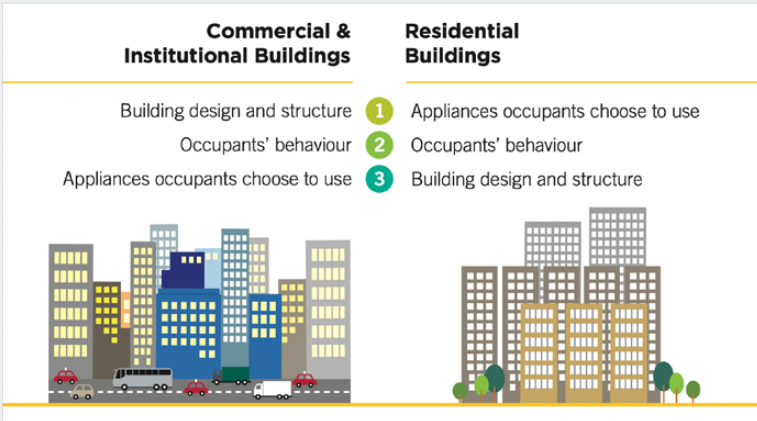 Commercial &
Institutional Buildings
Residential
Buildings
Building design and structure 1 Appliances occupants choose to use
Occupants’ behaviour 2 Occupants’ behaviour
Appliances occupants choose to use 3 Building design and structure